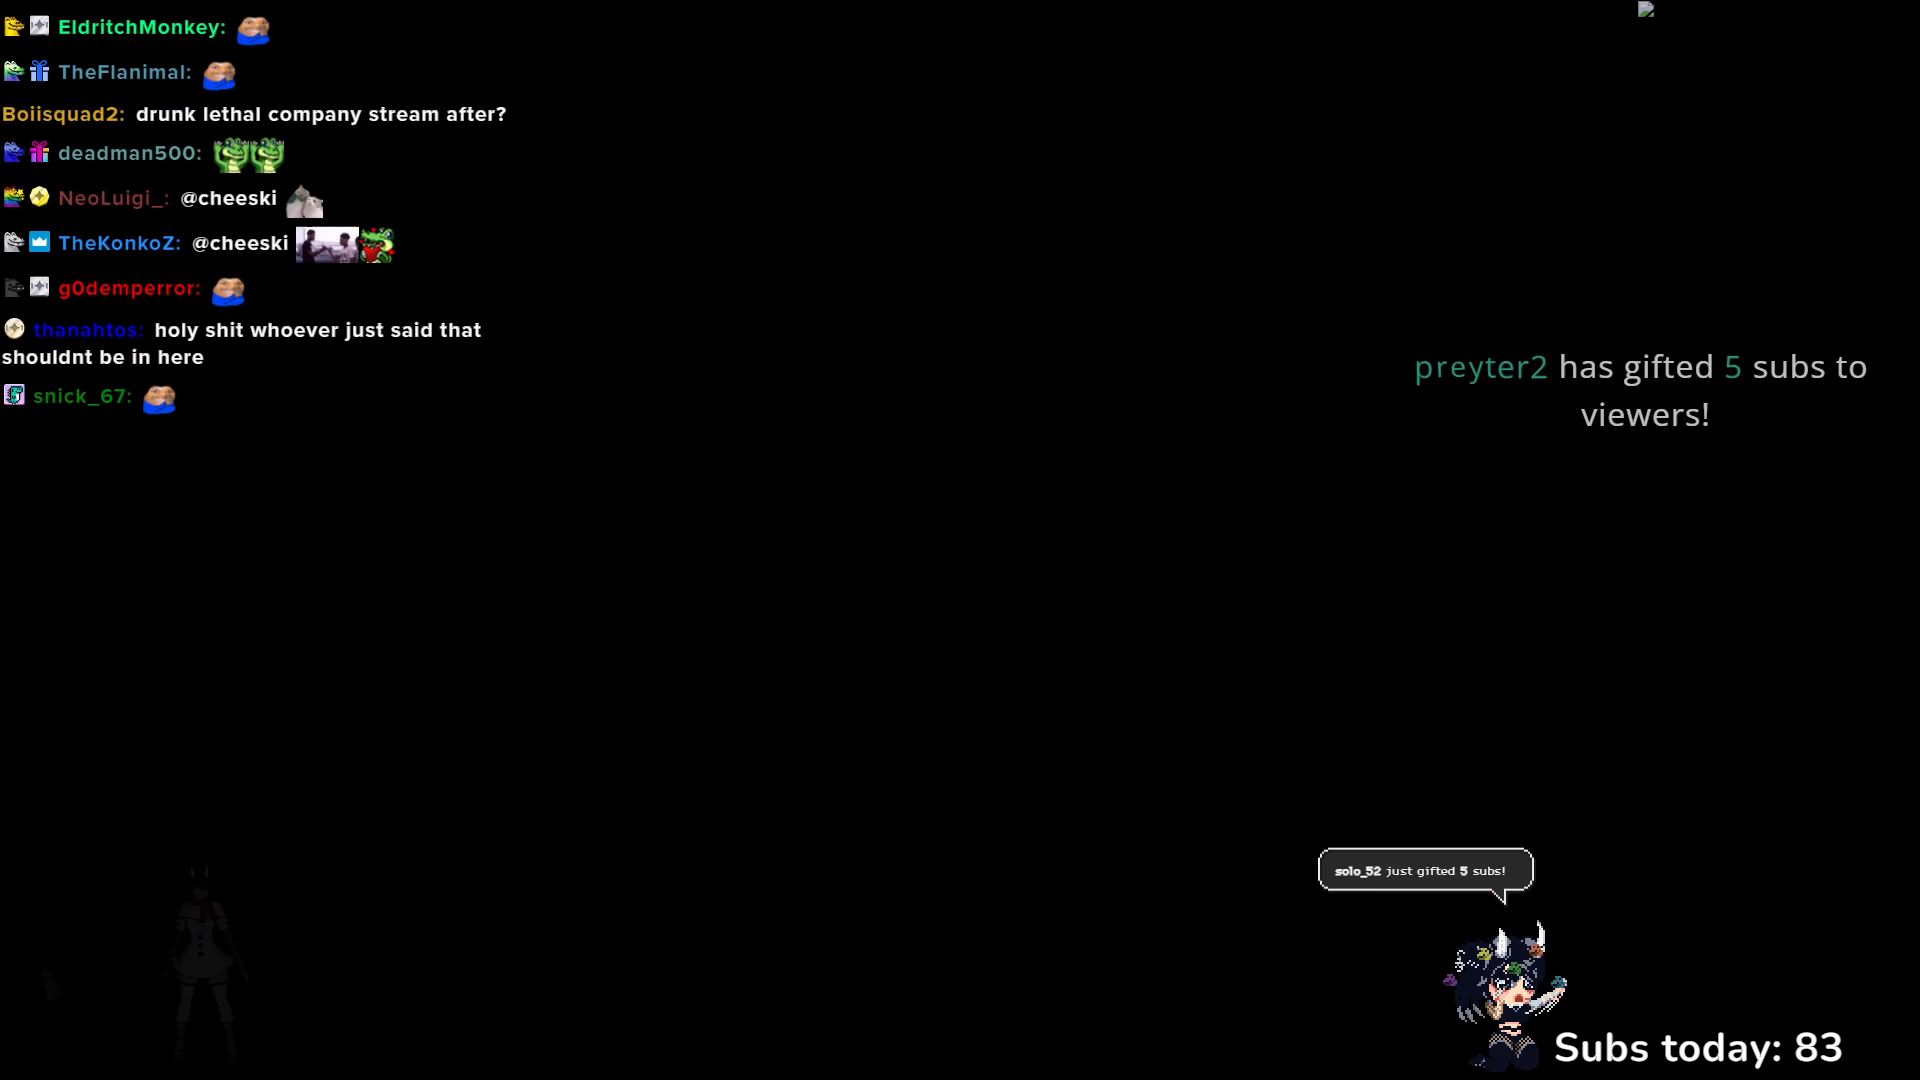 EldritchMonkey:
TheFlanimal:
Boiisquad2: drunk lethal company stream after?
deadman500:
NeoLuigi_: @cheeski
TheKonkoZ: @cheeski
g0demperror:
thanahtos: holy shit whoever just said that
shouldnt be in here
snick_67:
preyter2 has gifted 5 subs to
viewers!
solo_52 just gifted 5 subs!
Subs today: 83